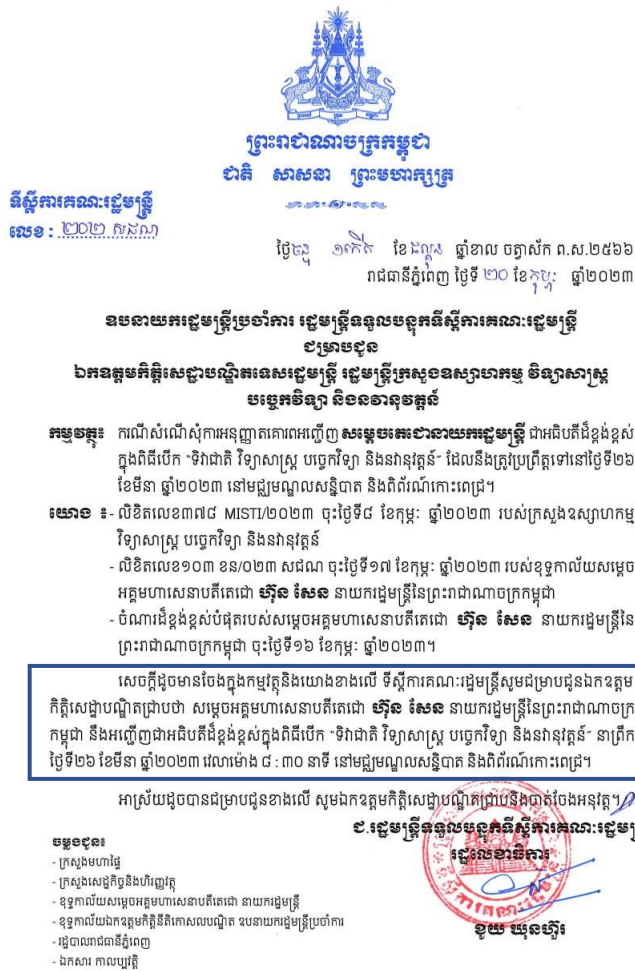 ព្រះរាជាណាចក្រកម្ពុជា
ជាតិ សាសនា ព្រះមហាក្សត្រ
ទីស្តីការគណៈរដ្ឋមន្ត្រី
លេខ : ២០២ សជណ
ថ្ងៃចន្ទ ១កើត ខែផល្គុន ឆ្នាំខាល ចត្វាស័ក ព.ស.២៥៦៦
រាជធានីភ្នំពេញ ថ្ងៃទី ២០ ខែកុម្ភៈ ឆ្នាំ២០២៣
ឧបនាយករដ្ឋមន្ត្រីប្រចាំការ រដ្ឋមន្ត្រីទទួលបន្ទុកទីស្តីការគណៈរដ្ឋមន្ត្រី
ជម្រាបជូន
ឯកឧត្តមកិត្តិសេដ្ឋាបណ្ឌិតទេសរដ្ឋមន្ត្រី រដ្ឋមន្ត្រីក្រសួងឧស្សាហកម្ម វិទ្យាសាស្ត្រ
បច្ចេកវិទ្យា និងនវានុវត្តន៍
កម្មវត្ថុ៖ ករណីសំណើសុំការអនុញ្ញាតគោរពអញ្ជើញ សម្តេចតេជោនាយករដ្ឋមន្ត្រី ជាអធិបតីដ៏ខ្ពង់ខ្ពស់
ក្នុងពិធីបើក “ទិវាជាតិ វិទ្យាសាស្ត្រ បច្ចេកវិទ្យា និងនវានុវត្តន៍” ដែលនឹងត្រូវប្រព្រឹត្តទៅនៅថ្ងៃទី២៦
ខែមីនា ឆ្នាំ២០២៣ នៅមជ្ឈមណ្ឌលសន្និបាត និងពិព័រណ៍កោះពេជ្រ។
យោង ៖ - លិខិតលេខ៣៧៨ MISTI/២០២៣ ចុះថ្ងៃទី៨ ខែកុម្ភៈ ឆ្នាំ២០២៣ របស់ក្រសួងឧស្សាហកម្ម
វិទ្យាសាស្ត្រ បច្ចេកវិទ្យា និងនវានុវត្តន៍
- លិខិតលេខ១០៣ ខន/០២៣ សជណ ចុះថ្ងៃទី១៧ ខែកុម្ភៈ ឆ្នាំ២០២៣ របស់ខុទ្ទកាល័យសម្តេច
អគ្គមហាសេនាបតីតេជោ ហ៊ុន សែន នាយករដ្ឋមន្ត្រីនៃព្រះរាជាណាចក្រកម្ពុជា
- ចំណារដ៏ខ្ពង់ខ្ពស់បំផុតរបស់សម្តេចអគ្គមហាសេនាបតីតេជោ ហ៊ុន សែន នាយករដ្ឋមន្ត្រីនៃ
ព្រះរាជាណាចក្រកម្ពុជា ចុះថ្ងៃទី១៦ ខែកុម្ភៈ ឆ្នាំ២០២៣។
សេចក្តីដូចមានចែងក្នុងកម្មវត្ថុនិងយោងខាងលើ ទីស្តីការគណៈរដ្ឋមន្ត្រីសូមជម្រាបជូនឯកឧត្តម
កិត្តិសេដ្ឋាបណ្ឌិតជ្រាបថា សម្តេចអគ្គមហាសេនាបតីតេជោ ហ៊ុន សែន នាយករដ្ឋមន្ត្រីនៃព្រះរាជាណាចក្រ
កម្ពុជា នឹងអញ្ជើញជាអធិបតីដ៏ខ្ពង់ខ្ពស់ក្នុងពិធីបើក “ទិវាជាតិ វិទ្យាសាស្ត្រ បច្ចេកវិទ្យា និងនវានុវត្តន៍” នាព្រឹក
ថ្ងៃទី២៦ ខែមីនា ឆ្នាំ២០២៣ វេលាម៉ោង ៨ : ៣០ នាទី នៅមជ្ឈមណ្ឌលសន្និបាត និងពិព័រណ៍កោះពេជ្រ។
អាស្រ័យដូចបានជម្រាបជូនខាងលើ សូមឯកឧត្តមកិត្តិសេដ្ឋាបណ្ឌិតជ្រាបនិងចាត់ចែងអនុវត្ត។
ជ.រដ្ឋមន្ត្រីទទួលបន្ទុកទីស្តីការគណៈរដ្ឋមន្ត្រី
រដ្ឋលេខាធិការ
ចម្លងជូន៖
- ក្រសួងមហាផ្ទៃ
- ក្រសួងសេដ្ឋកិច្ចនិងហិរញ្ញវត្ថុ
- ខុទ្ទកាល័យសម្តេចអគ្គមហាសេនាបតីតេជោ នាយករដ្ឋមន្ត្រី
- ខុទ្ទកាល័យឯកឧត្តមកិត្តិនីតិកោសលបណ្ឌិត ឧបនាយករដ្ឋមន្ត្រីប្រចាំការ
- រដ្ឋបាលរាជធានីភ្នំពេញ
- ឯកសារ កាលប្បវត្តិ
ខួយ ឃុនហ៊ួរ